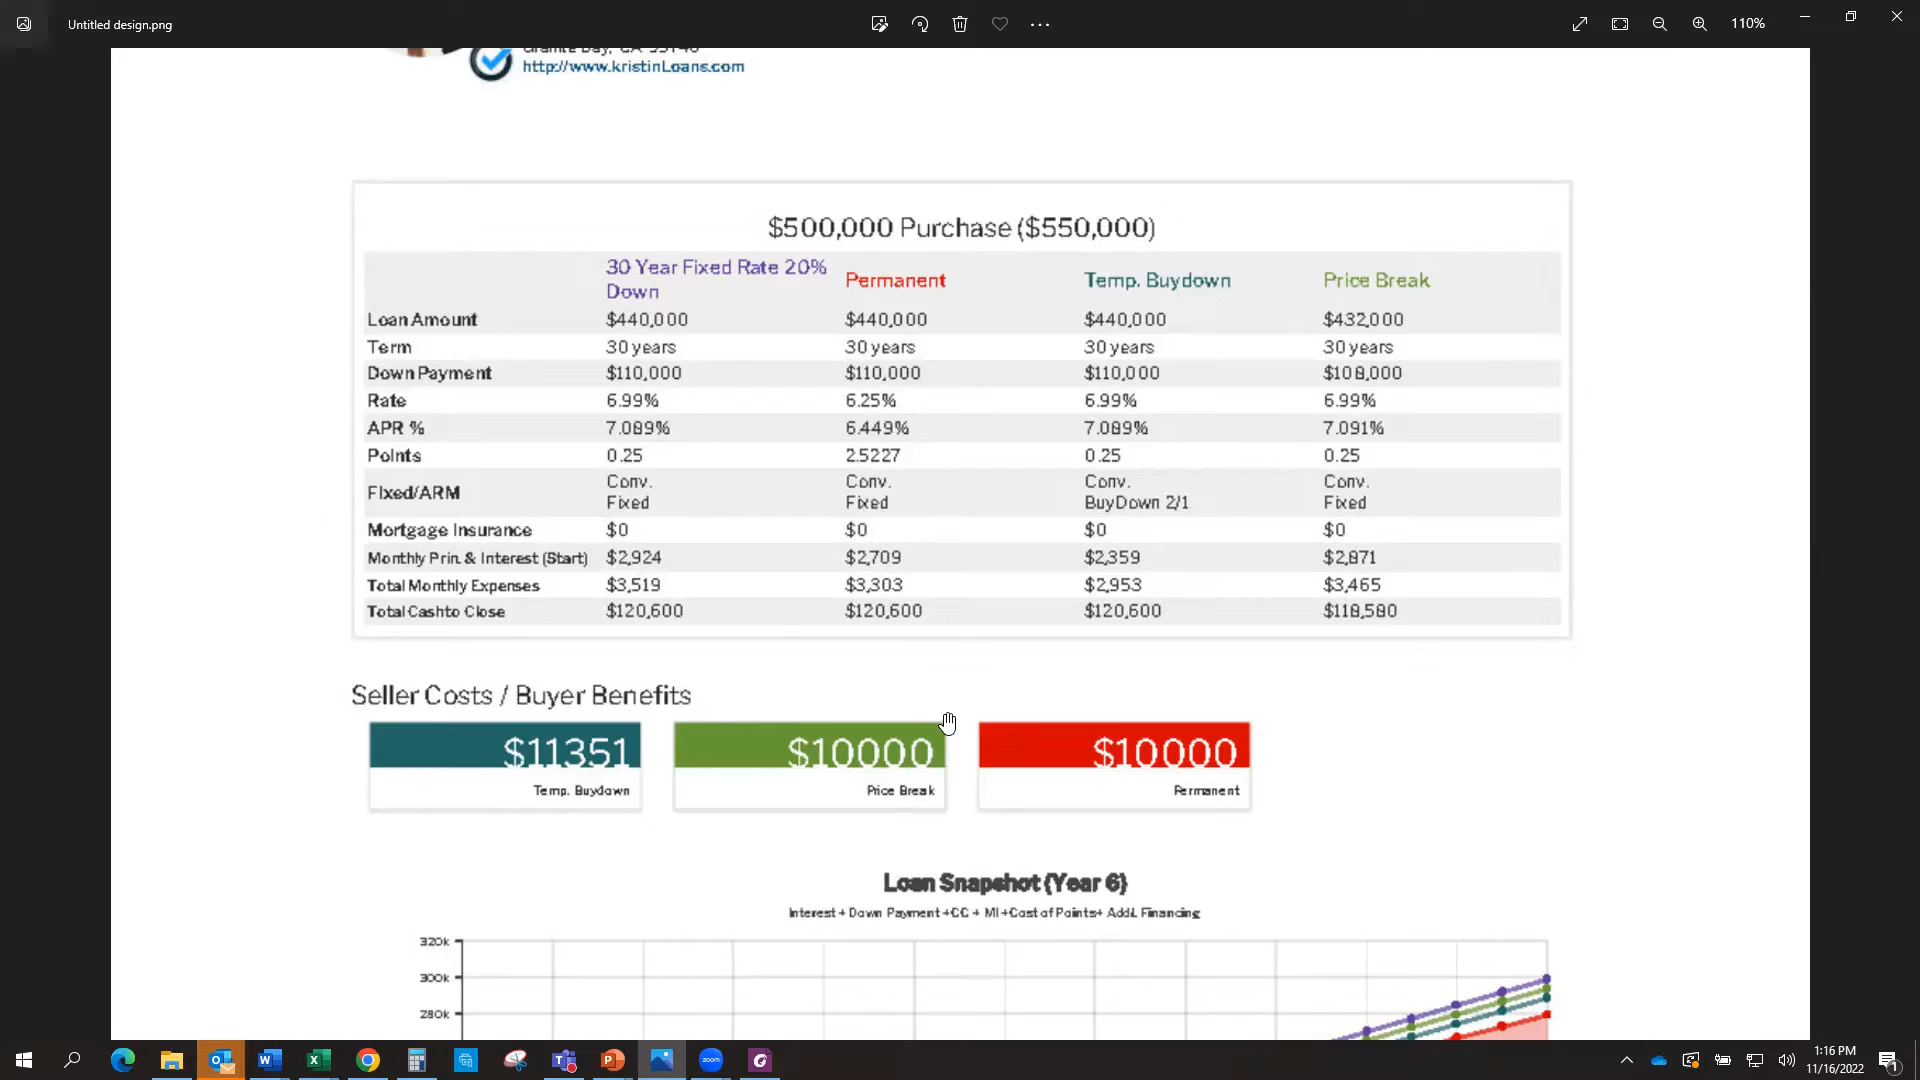 Untitled design.png
110%
http://www.kristinLoans.com
$500,000 Purchase ($550,000)
30 Year Fixed Rate 20% Down Permanent Temp. Buydown Price Break
Loan Amount $440,000 $440,000 $440,000 $432,000
Term 30 years 30 years 30 years 30 years
Down Payment $110,000 $110,000 $110,000 $108,000
Rate 6.99% 6.25% 6.99% 6.99%
APR % 7.089% 6.449% 7.089% 7.091%
Points 0.25 2.5227 0.25 0.25
Fixed/ARM Conv. Fixed Conv. Fixed Conv. BuyDown 2/1 Conv. Fixed
Mortgage Insurance $0 $0 $0 $0
Monthly Prin. & Interest (Start) $2,924 $2,709 $2,359 $2,871
Total Monthly Expenses $3,519 $3,303 $2,953 $3,465
Total Cash to Close $120,600 $120,600 $120,600 $118,580
Seller Costs / Buyer Benefits
$11351 $10000 $10000
Temp. Buydown Price Break Permanent
Loan Snapshot (Year 6)
Interest + Down Payment +CC + MI +Cost of Points+ Addl. Financing
320k
300k
280k
zoom
1:16 PM
11/16/2022